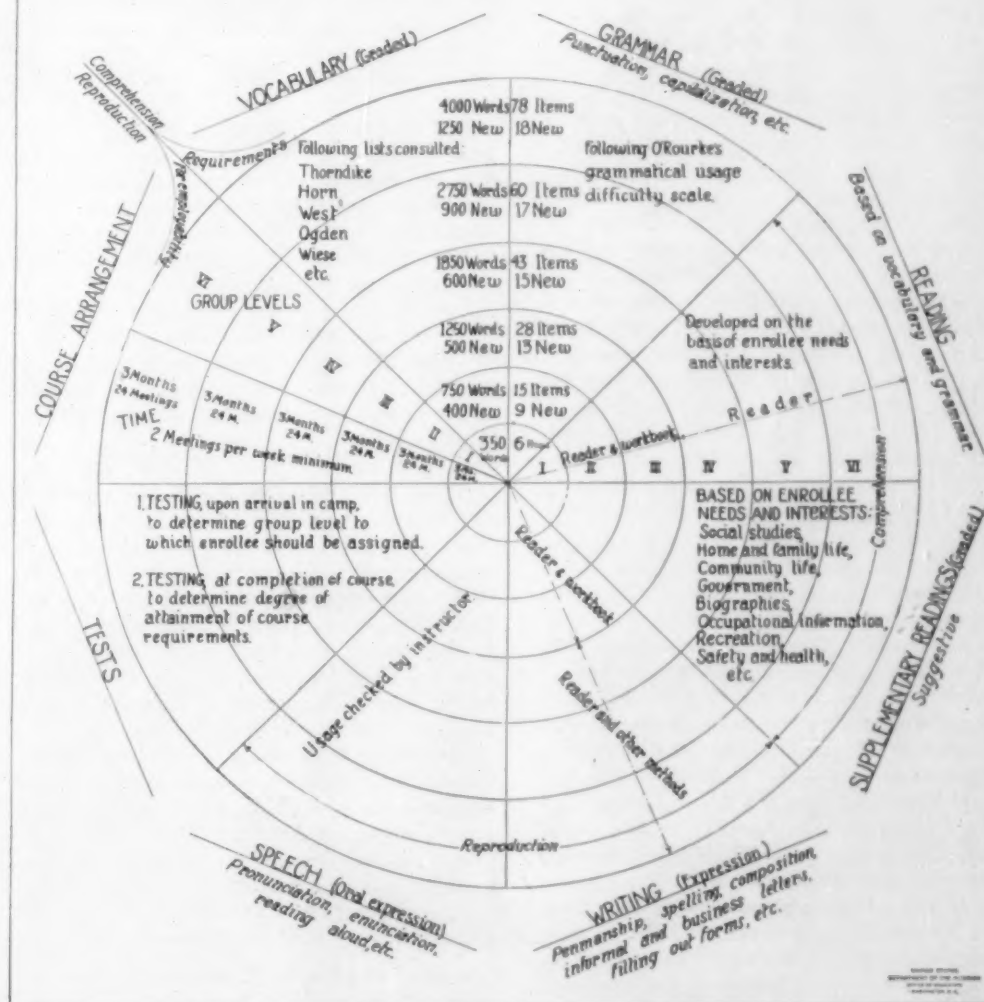 VOCABULARY (Graded)
GRAMMAR (Graded)
Punctuation, capitalization, etc.
Comprehension
Reproduction
Requirements
for employability
Following lists consulted:
Thorndike
Horn
West
Ogden
Wiese
etc.
4000 Words 78 Items
1250 New 18 New
2750 Words 60 Items
900 New 17 New
1850 Words 43 Items
600 New 15 New
1250 Words 28 Items
500 New 13 New
750 Words 15 Items
400 New 9 New
350 6
Words
Following O'Rourke's
grammatical usage
difficulty scale.
READING
Based on vocabulary and grammar.
Developed on the
basis of enrollee needs
and interests.
Reader & workbook
Reader
COURSE ARRANGEMENT
GROUP LEVELS
VI
V
IV
III
II
I
3 Months
24 Meetings
3 Months
24 M.
3 Months
24 M.
3 Months
24 M.
3 Months
24 M.
24 M.
TIME
2 Meetings per week minimum
I II III IV V VI
Comprehension
1. TESTING, upon arrival in camp,
to determine group level to
which enrollee should be assigned.
2. TESTING, at completion of course
to determine degree of
attainment of course
requirements.
TESTS
BASED ON ENROLLEE
NEEDS AND INTERESTS:
Social studies,
Home and family life,
Community life,
Government,
Biographies,
Occupational information,
Recreation,
Safety and health,
etc.
SUPPLEMENTARY READINGS (Graded)
Suggestive
Reader & workbook
Reader and other methods
Usage checked by instructor
Reproduction
SPEECH (Oral expression)
Pronunciation, enunciation,
reading aloud, etc.
WRITING (Expression)
Penmanship, spelling, composition,
informal and business letters,
filling out forms, etc.